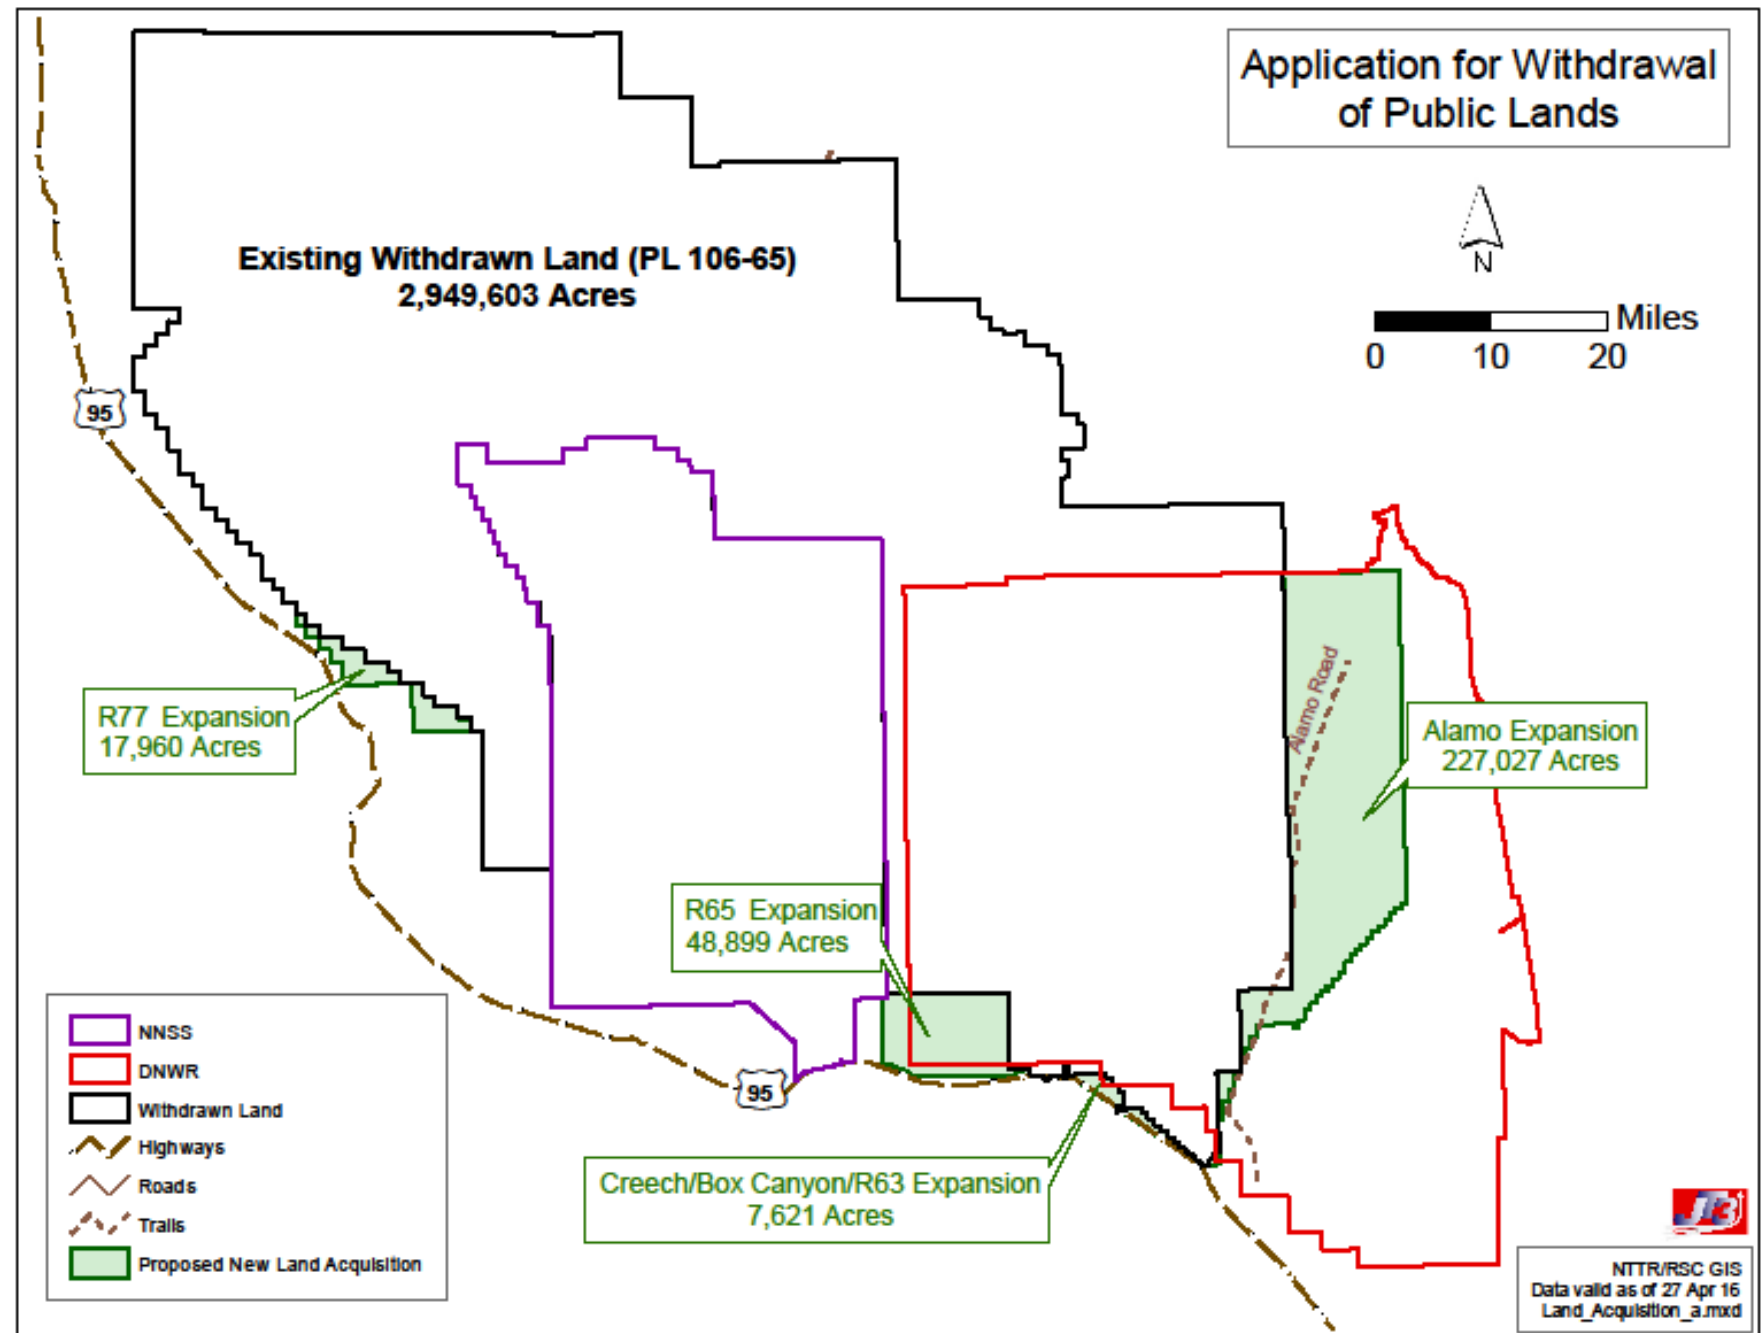 Application for Withdrawal
of Public Lands
N
Miles
0 10 20
Existing Withdrawn Land (PL 106-65)
2,949,603 Acres
95
Alamo Road
R77 Expansion
17,960 Acres
Alamo Expansion
227,027 Acres
R65 Expansion
48,899 Acres
95
Creech/Box Canyon/R63 Expansion
7,621 Acres
NNSS
DNWR
Withdrawn Land
Highways
Roads
Trails
Proposed New Land Acquisition
JT3
NTTR/RSC GIS
Data valid as of 27 Apr 16
Land_Acquisition_a.mxd